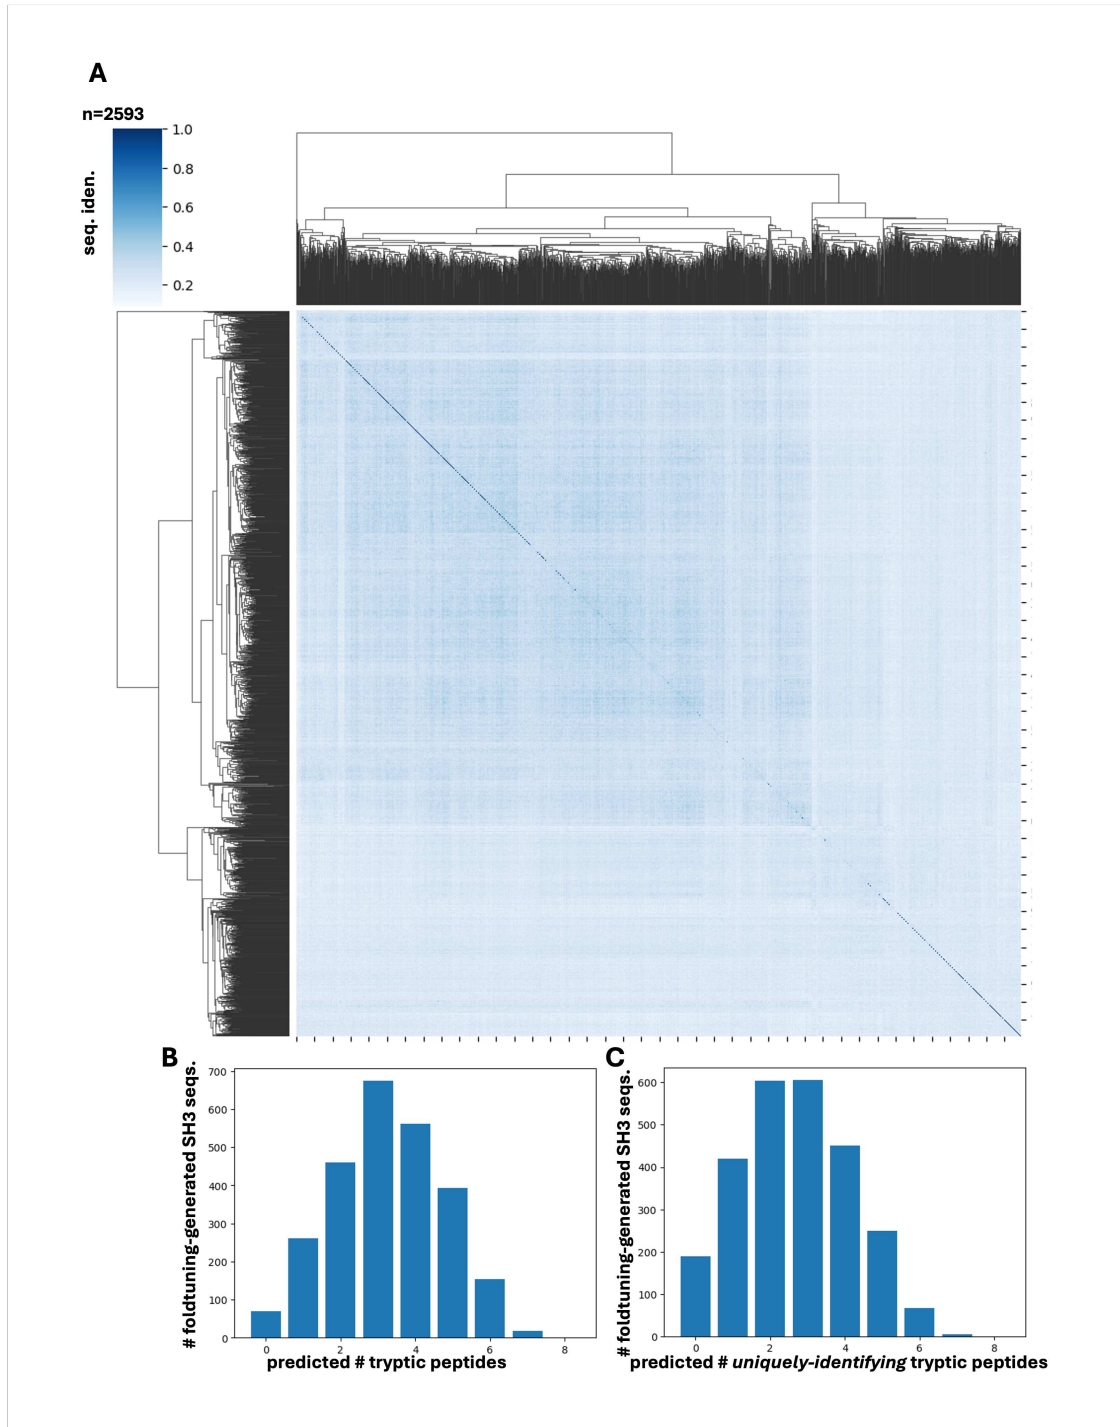 A
n=2593
seq. iden.
1.0
0.8
0.6
0.4
0.2
B
# foldtuning-generated SH3 seqs.
700
600
500
400
300
200
100
0
0 2 4 6 8
predicted # tryptic peptides
C
# foldtuning-generated SH3 seqs.
600
500
400
300
200
100
0
0 2 4 6 8
predicted # uniquely-identifying tryptic peptides